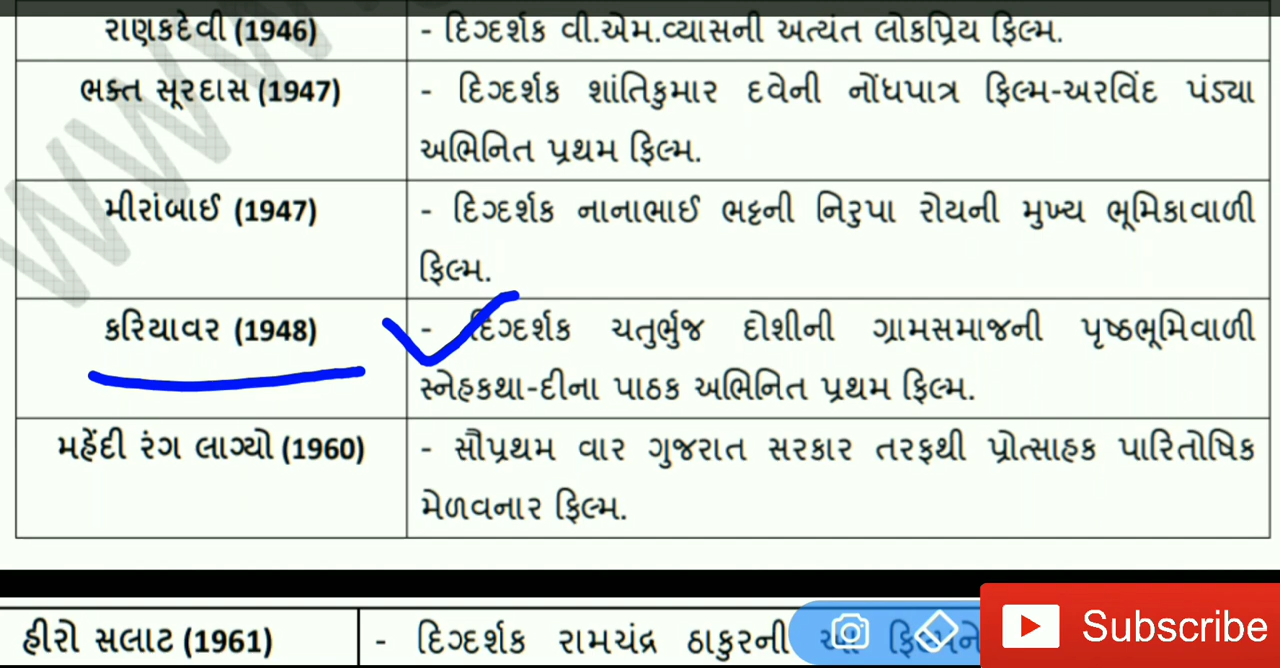 રાણકદેવી (1946)
- દિગ્દર્શક વી.એમ.વ્યાસની અત્યંત લોકપ્રિય ફિલ્મ.
ભક્ત સૂરદાસ (1947)
- દિગ્દર્શક શાંતિકુમાર દવેની નોંધપાત્ર ફિલ્મ-અરવિંદ પંડ્યા
અભિનિત પ્રથમ ફિલ્મ.
મીરાંબાઈ (1947)
- દિગ્દર્શક નાનાભાઈ ભટ્ટની નિરુપા રોયની મુખ્ય ભૂમિકાવાળી
ફિલ્મ.
કરિયાવર (1948)
- દિગ્દર્શક ચતુર્ભુજ દોશીની ગ્રામસમાજની પૃષ્ઠભૂમિવાળી
સ્નેહકથા-દીના પાઠક અભિનિત પ્રથમ ફિલ્મ.
મહેંદી રંગ લાગ્યો (1960)
- સૌપ્રથમ વાર ગુજરાત સરકાર તરફથી પ્રોત્સાહક પારિતોષિક
મેળવનાર ફિલ્મ.
હીરો સલાટ (1961)
- દિગ્દર્શક રામચંદ્ર ઠાકુરની આ
Subscribe